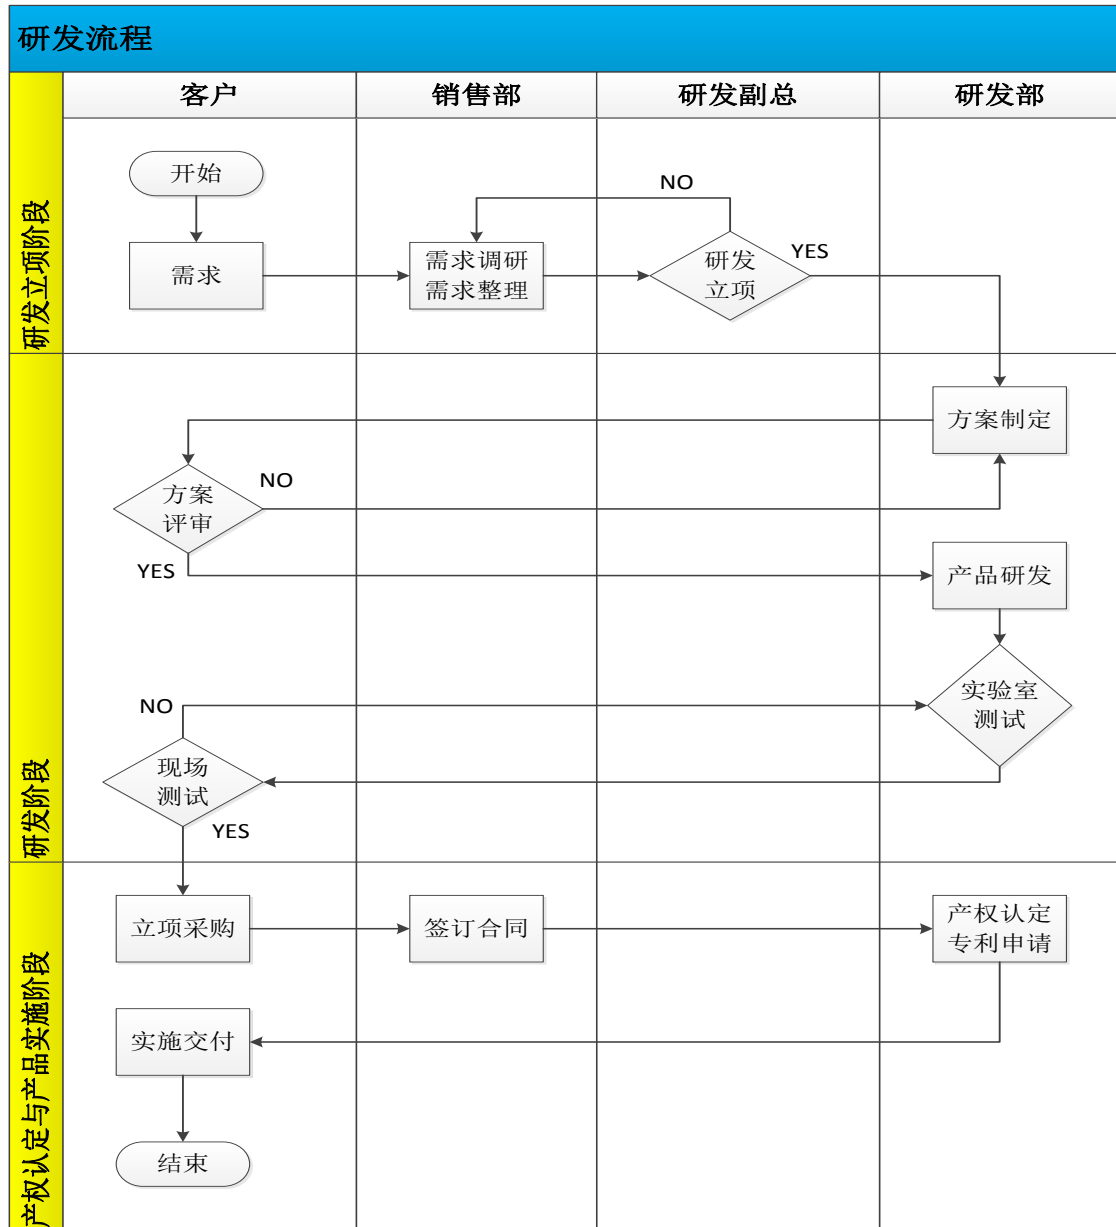 研发流程
客户
销售部
研发副总
研发部
研发立项阶段
开始
NO
需求
需求调研
需求整理
研发
立项
YES
研发阶段
方案制定
方案
评审
NO
YES
产品研发
实验室
测试
NO
现场
测试
YES
产权认定与产品实施阶段
立项采购
签订合同
产权认定
专利申请
实施交付
结束